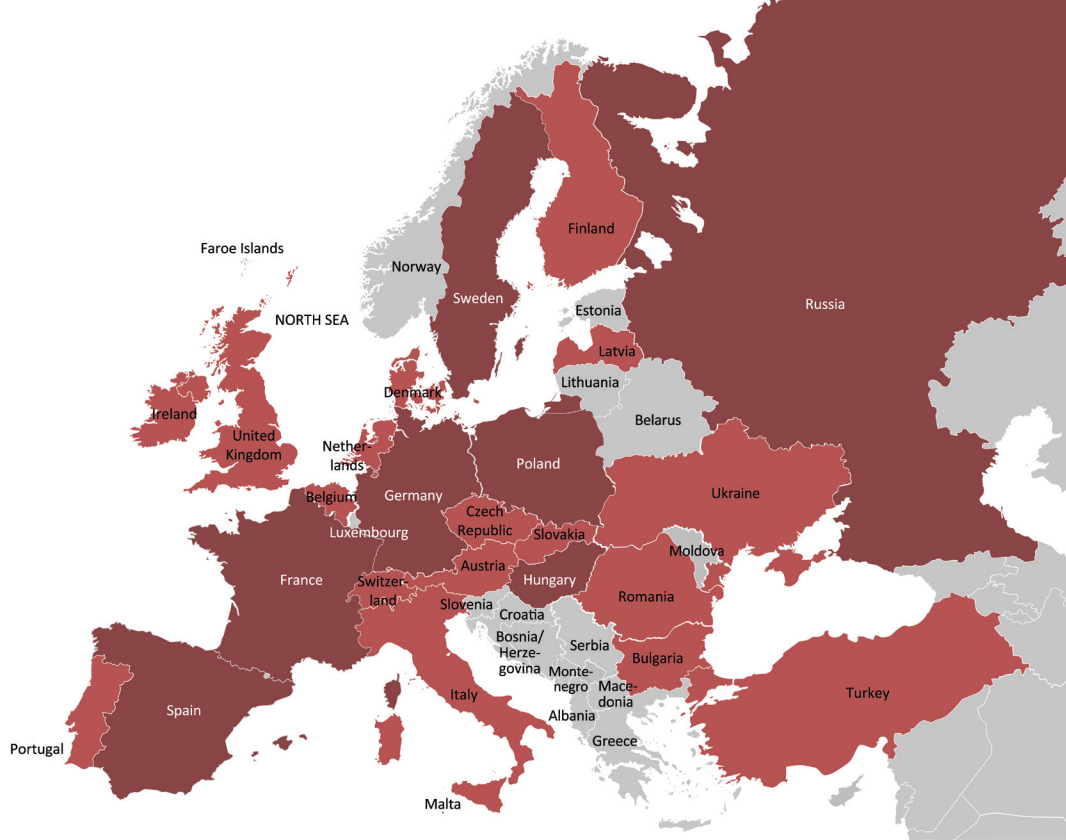 Faroe Islands
Norway
Finland
Sweden
Russia
NORTH SEA
Estonia
Latvia
Lithuania
Denmark
Ireland
Belarus
United
Kingdom
Nether-
lands
Poland
Belgium
Germany
Ukraine
Czech
Republic
Luxembourg
Slovakia
Moldova
Austria
France
Switzer-
land
Hungary
Romania
Slovenia
Croatia
Bosnia/
Herze-
govina
Serbia
Bulgaria
Monte-
negro
Mace-
donia
Italy
Turkey
Spain
Albania
Portugal
Greece
Malta